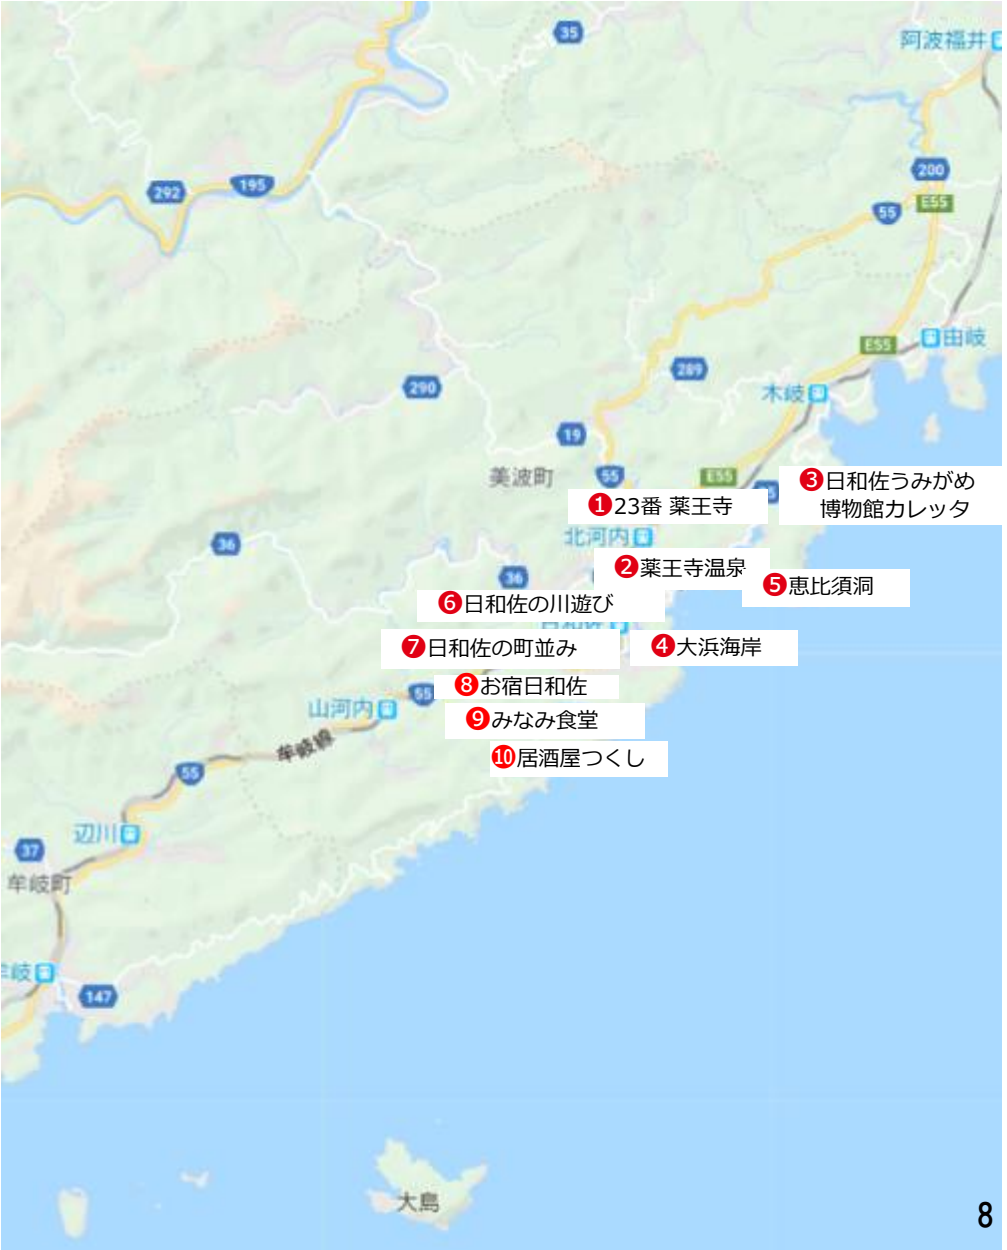 35
阿波福井
292
195
200
55
E55
E55
由岐
289
290
木岐
19
美波町
55
E55
❸日和佐うみがめ
博物館カレッタ
❶23番 薬王寺
北河内
36
❷薬王寺温泉
36
❺恵比須洞
❻日和佐の川遊び
日和佐
❼日和佐の町並み
❹大浜海岸
❽お宿日和佐
55
山河内
❾みなみ食堂
牟岐線
❿居酒屋つくし
55
辺川
37
牟岐町
牟岐
147
大島
8